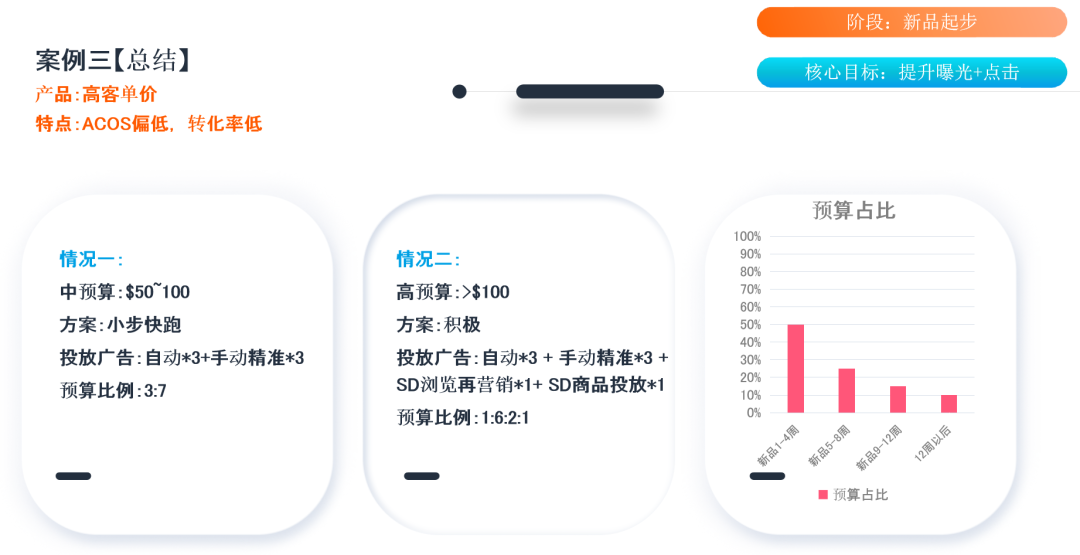 阶段：新品起步
核心目标：提升曝光+点击
案例三【总结】
产品:高客单价
特点:ACOS偏低，转化率低
情况一:
中预算:$50~100
方案:小步快跑
投放广告:自动*3+手动精准*3
预算比例:3:7
情况二:
高预算:>$100
方案:积极
投放广告:自动*3 + 手动精准*3 +
SD浏览再营销*1+ SD商品投放*1
预算比例:1:6:2:1
预算占比
100%
90%
80%
70%
60%
50%
40%
30%
20%
10%
0%
新品1-4周
新品5-8周
新品9-12周
12周以后
预算占比